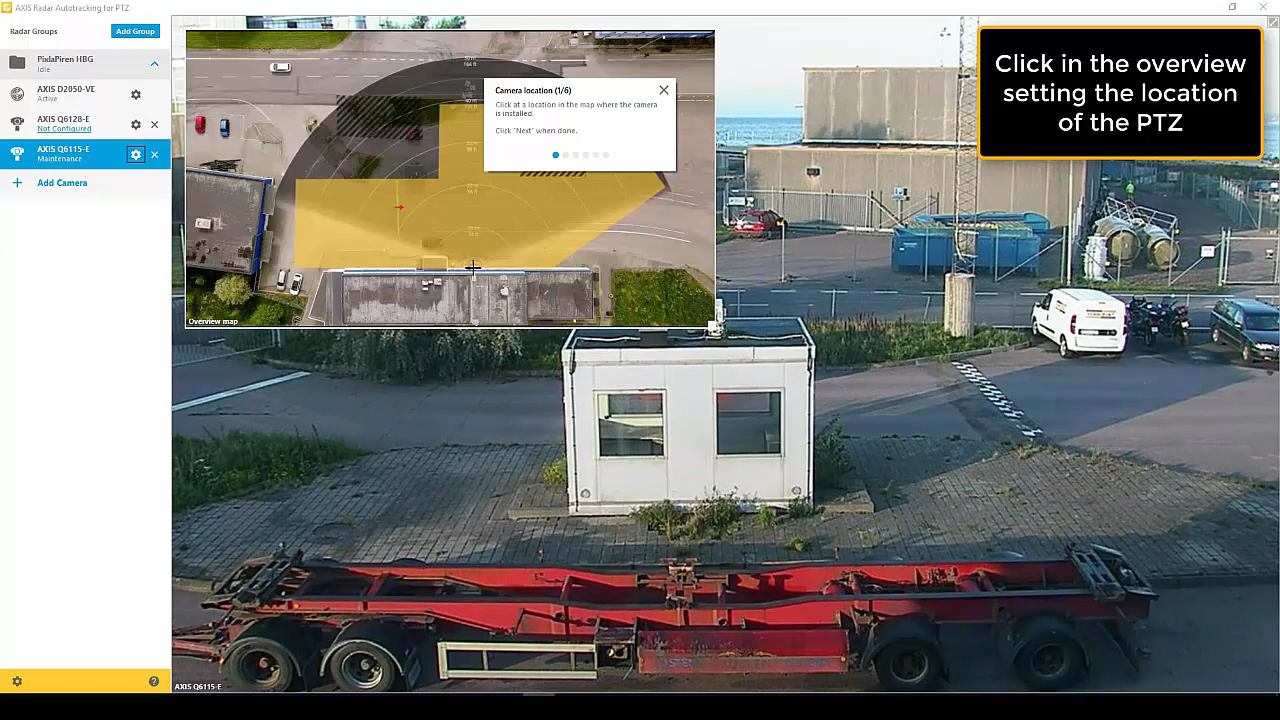 AXIS Radar Autotracking for PTZ
Radar Groups
Add Group
PixdaPiren HBG
Idle
AXIS D2050-VE
Active
AXIS Q6128-E
Not Configured
AXIS Q6115-E
Maintenance
Add Camera
Camera location (1/6)
Click at a location in the map where the camera
is installed.
Click "Next" when done.
Overview map
Click in the overview
setting the location
of the PTZ
AXIS Q6115-E